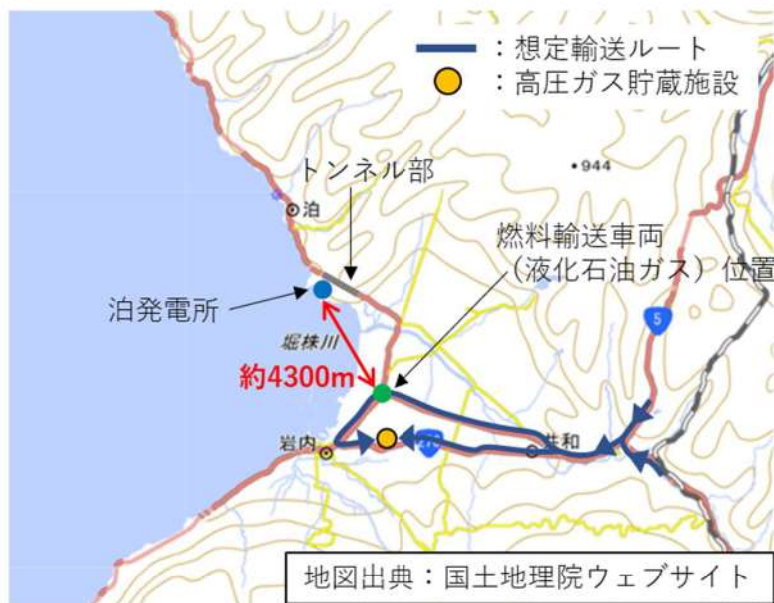 ：想定輸送ルート
：高圧ガス貯蔵施設
・944
トンネル部
泊
燃料輸送車両
（液化石油ガス）位置
泊発電所
5
堀株川
約4300m
岩内
276
共和
地図出典：国土地理院ウェブサイト